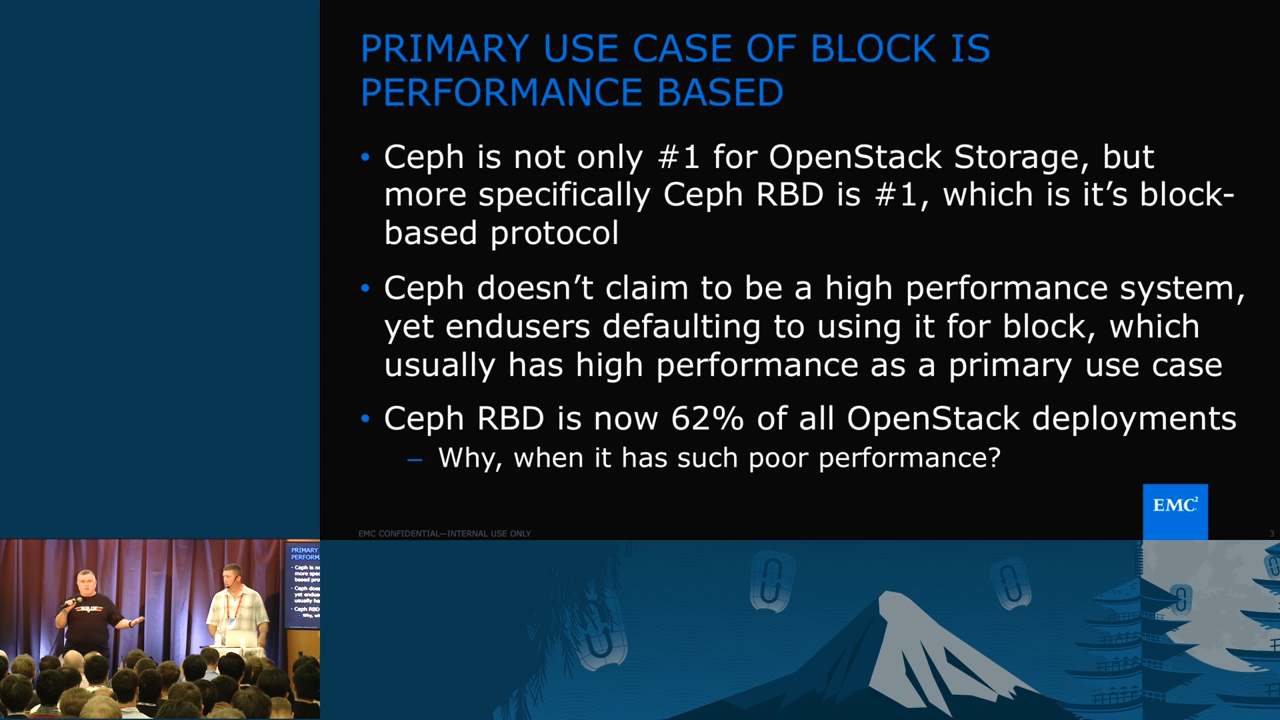 PRIMARY USE CASE OF BLOCK IS
PERFORMANCE BASED
• Ceph is not only #1 for OpenStack Storage, but
more specifically Ceph RBD is #1, which is it’s block-
based protocol
• Ceph doesn’t claim to be a high performance system,
yet endusers defaulting to using it for block, which
usually has high performance as a primary use case
• Ceph RBD is now 62% of all OpenStack deployments
– Why, when it has such poor performance?
EMC²
EMC CONFIDENTIAL—INTERNAL USE ONLY
3